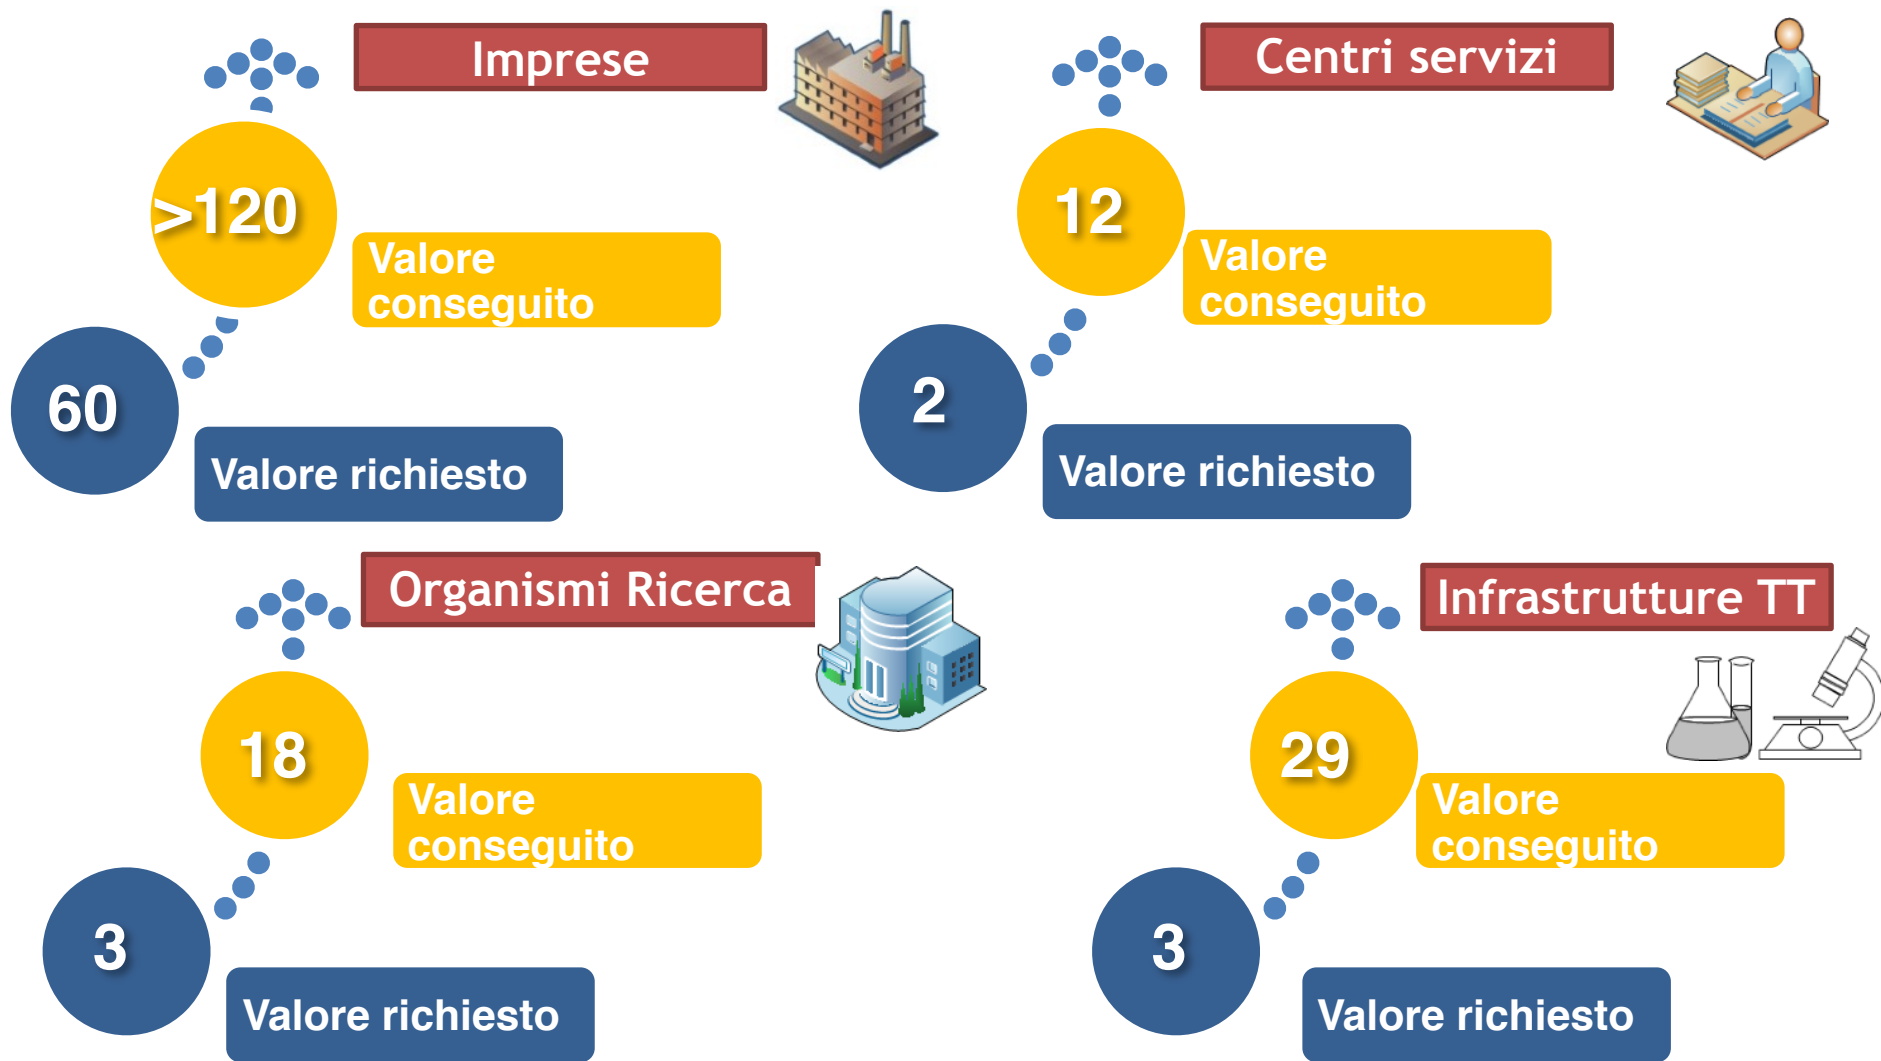 Imprese
>120
Valore
conseguito
60
Valore richiesto
Centri servizi
12
Valore
conseguito
2
Valore richiesto
Organismi Ricerca
18
Valore
conseguito
3
Valore richiesto
Infrastrutture TT
29
Valore
conseguito
3
Valore richiesto